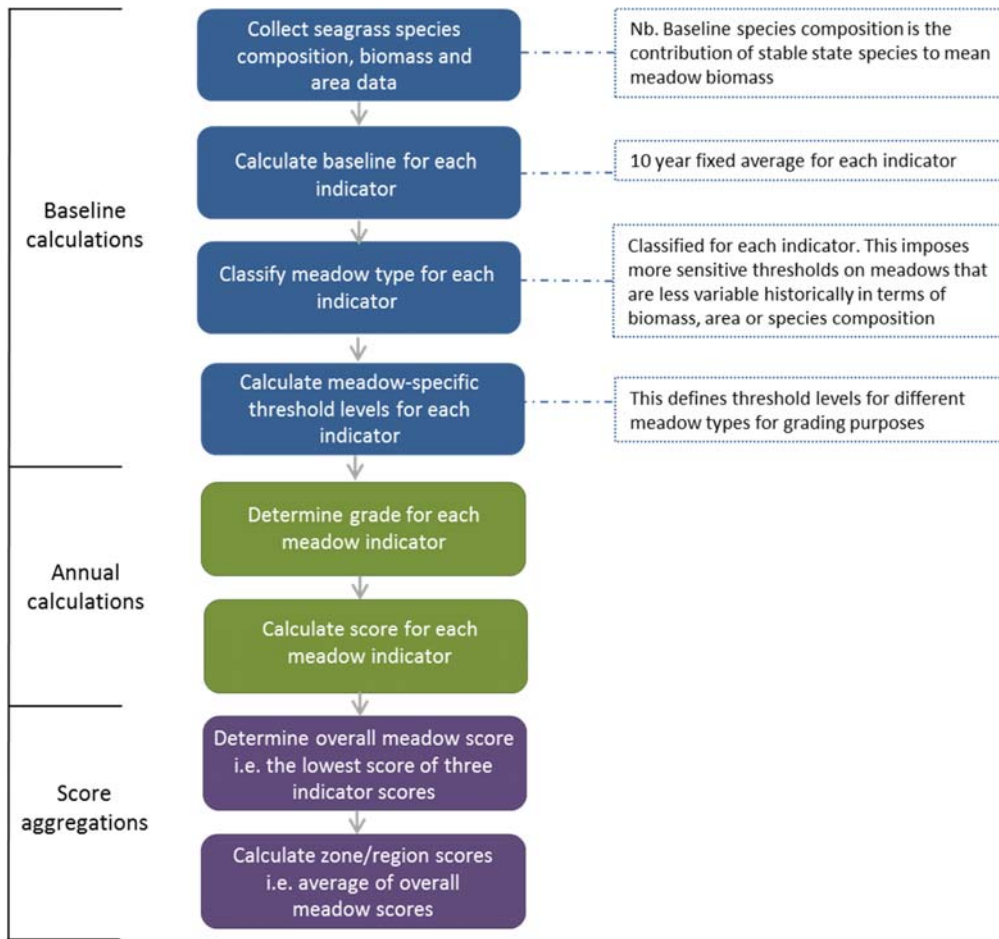 Collect seagrass species
composition, biomass and
area data
Nb. Baseline species composition is the
contribution of stable state species to mean
meadow biomass
Calculate baseline for each
indicator
10 year fixed average for each indicator
Baseline
calculations
Classify meadow type for each
indicator
Classified for each indicator. This imposes
more sensitive thresholds on meadows that
are less variable historically in terms of
biomass, area or species composition
Calculate meadow-specific
threshold levels for each
indicator
This defines threshold levels for different
meadow types for grading purposes
Annual
calculations
Determine grade for each
meadow indicator
Calculate score for each
meadow indicator
Score
aggregations
Determine overall meadow score
i.e. the lowest score of three
indicator scores
Calculate zone/region scores
i.e. average of overall
meadow scores